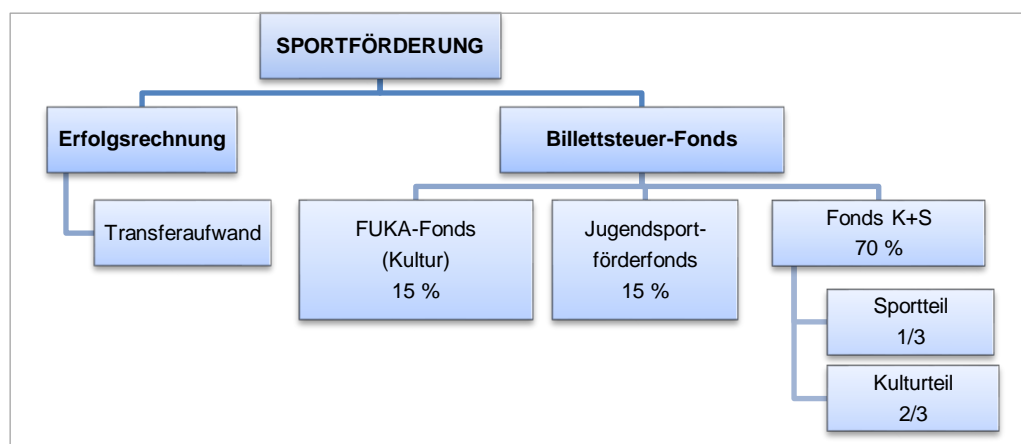 SPORTFÖRDERUNG
Erfolgsrechnung
Billettsteuer-Fonds
Transferaufwand
FUKA-Fonds
(Kultur)
15 %
Jugendsport-
förderfonds
15 %
Fonds K+S
70 %
Sportteil
1/3
Kulturteil
2/3